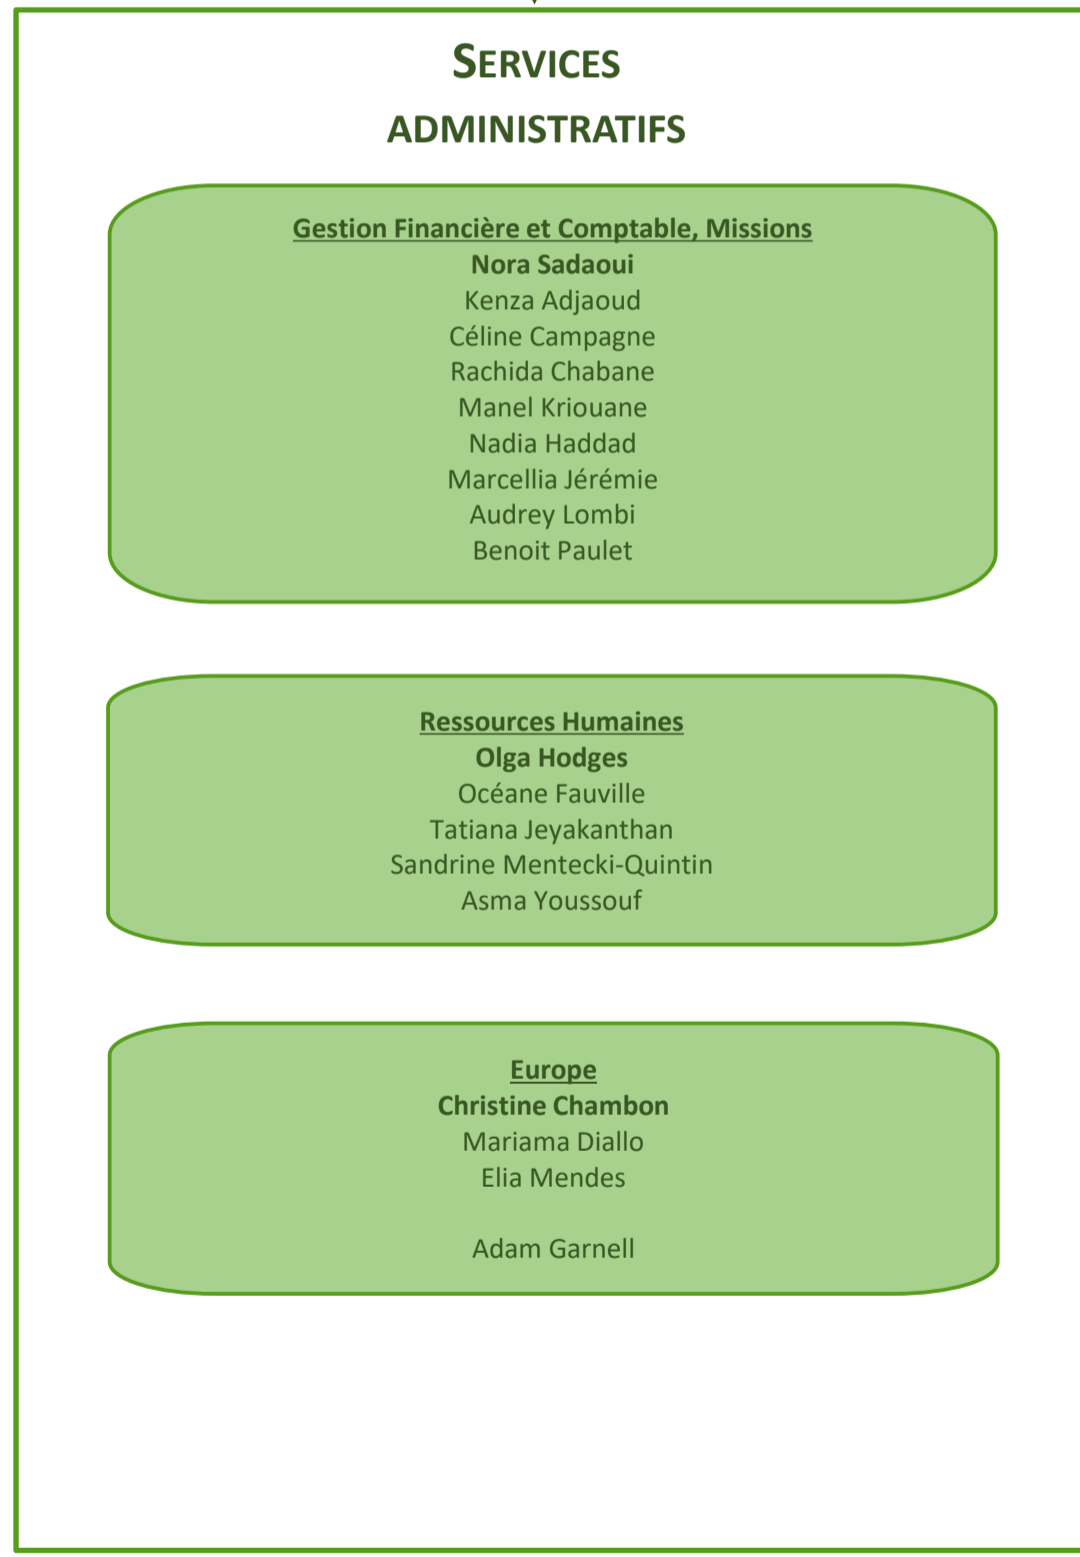 SERVICES
ADMINISTRATIFS
Gestion Financière et Comptable, Missions
Nora Sadaoui
Kenza Adjaoud
Céline Campagne
Rachida Chabane
Manel Kriouane
Nadia Haddad
Marcellia Jérémie
Audrey Lombi
Benoit Paulet
Ressources Humaines
Olga Hodges
Océane Fauville
Tatiana Jeyakanthan
Sandrine Mentecki-Quintin
Asma Youssouf
Europe
Christine Chambon
Mariama Diallo
Elia Mendes
Adam Garnell